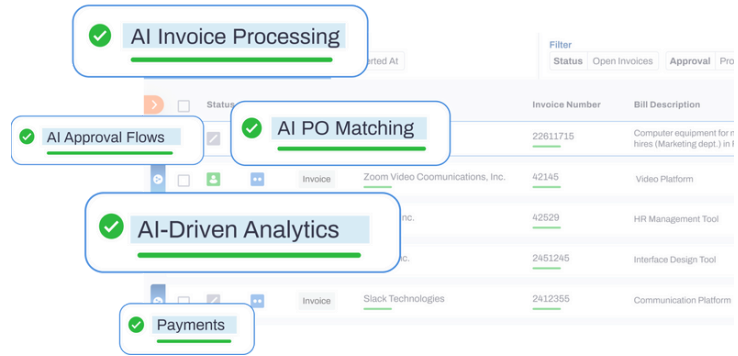 AI Invoice Processing
Filter
Status Open Invoices Approval
erted At
Status
Invoice Number Bill Description
AI Approval Flows
AI PO Matching
22611715
Computer equipment for
hires (Marketing dept.) in
Invoice Zoom Video Coomunications, Inc. 42145 Video Platform
AI-Driven Analytics
nc. 42529 HR Management Tool
c. 2451245 Interface Design Tool
Invoice Slack Technologies 2412355 Communication Platform
Payments